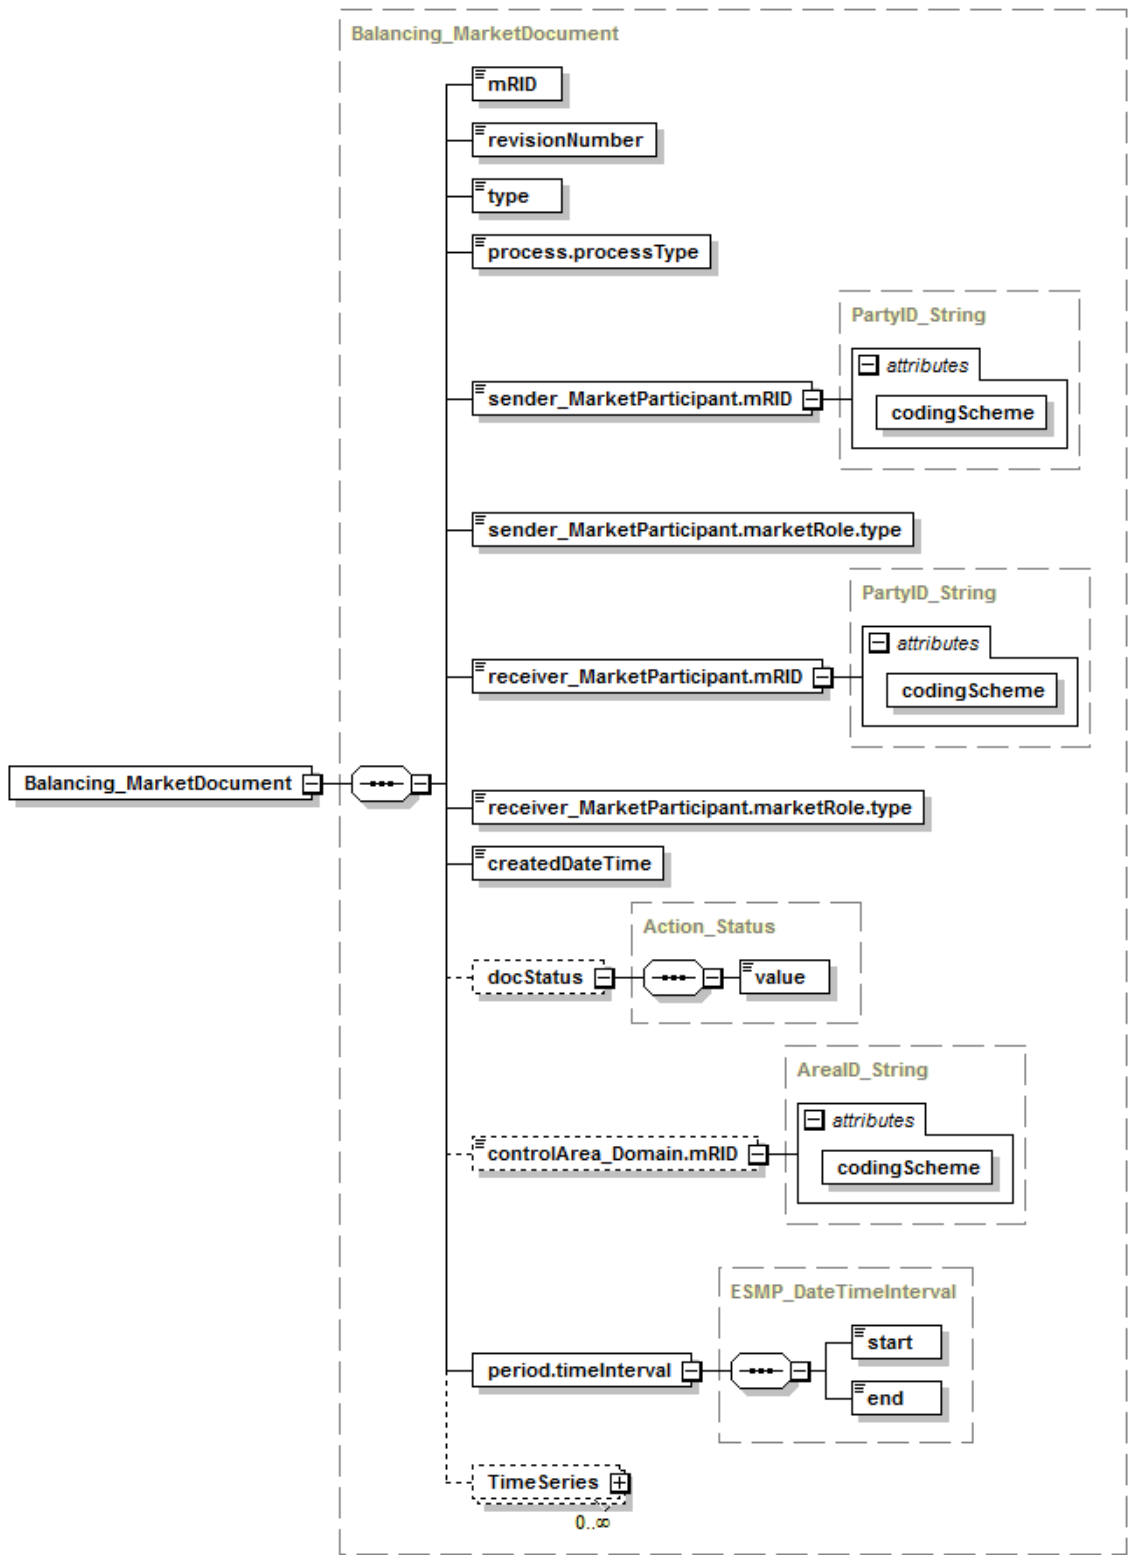 Balancing_MarketDocument
mRID
revisionNumber
type
process.processType
PartyID_String
attributes
sender_MarketParticipant.mRID
codingScheme
sender_MarketParticipant.marketRole.type
PartyID_String
attributes
receiver_MarketParticipant.mRID
codingScheme
Balancing_MarketDocument
receiver_MarketParticipant.marketRole.type
createdDateTime
Action_Status
docStatus
value
AreaID_String
attributes
controlArea_Domain.mRID
codingScheme
ESMP_DateTimeInterval
start
period.timeInterval
end
TimeSeries
0..∞